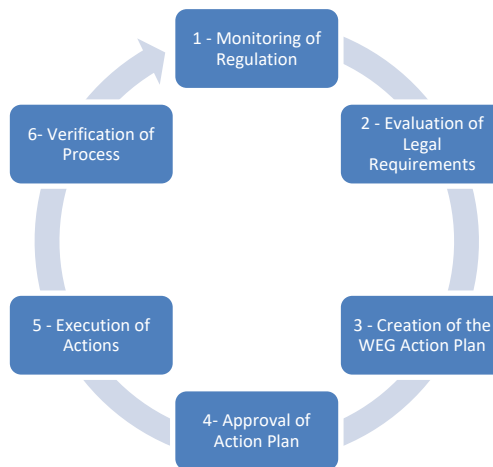 1 - Monitoring of
Regulation
2 - Evaluation of
Legal
Requirements
3 - Creation of the
WEG Action Plan
4- Approval of
Action Plan
5 - Execution of
Actions
6- Verification of
Process